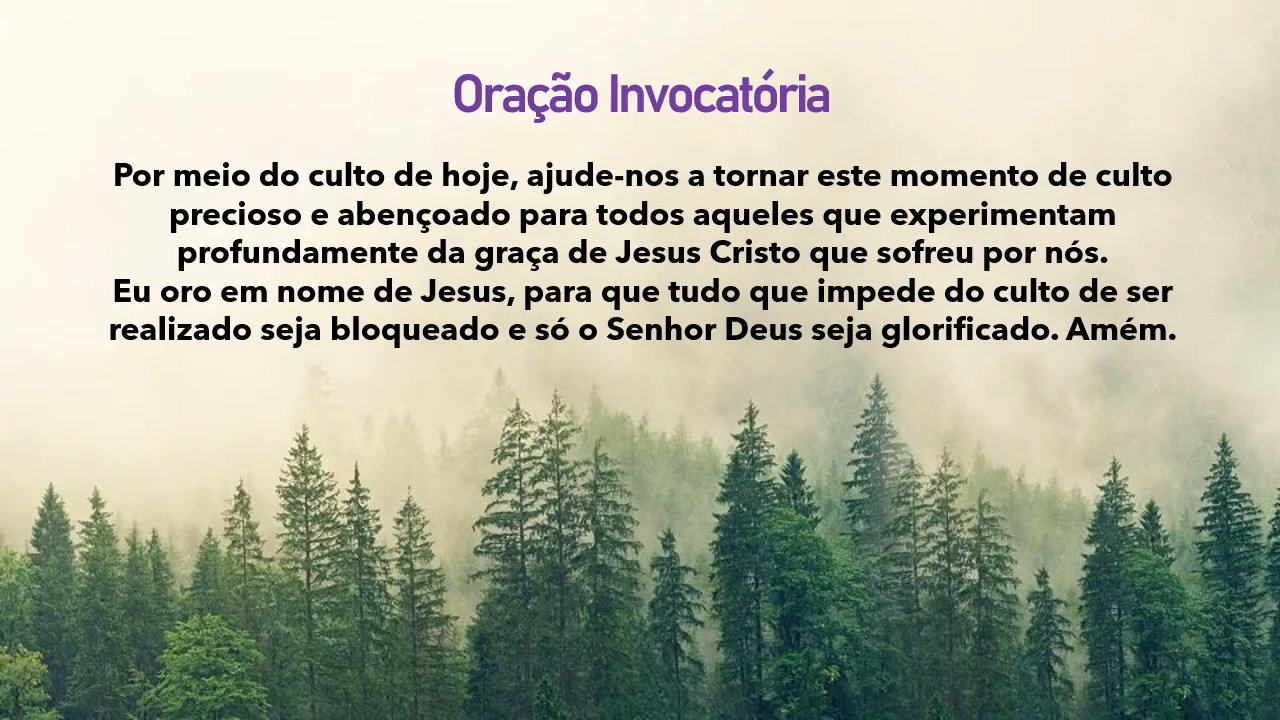 Oração Invocatória
Por meio do culto de hoje, ajude-nos a tornar este momento de culto
precioso e abençoado para todos aqueles que experimentam
profundamente da graça de Jesus Cristo que sofreu por nós.
Eu oro em nome de Jesus, para que tudo que impede do culto de ser
realizado seja bloqueado e só o Senhor Deus seja glorificado. Amém.